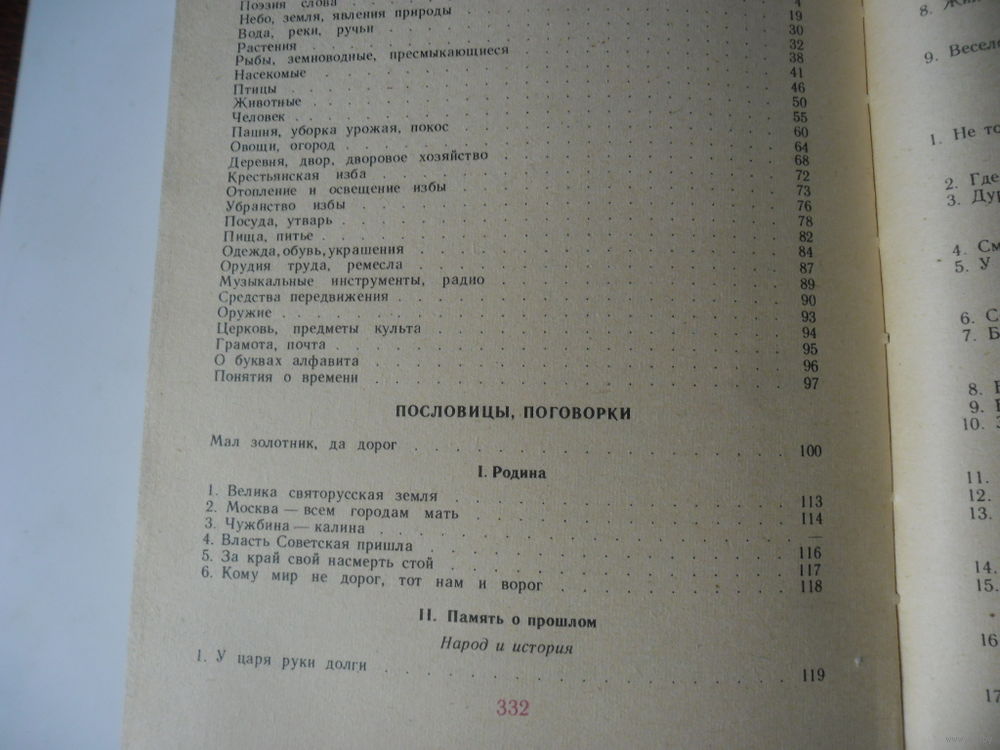 Поэзия слова 4
Небо, земля, явления природы 19
Вода, реки, ручьи 30
Растения 32
Рыбы, земноводные, пресмыкающиеся 38
Насекомые 41
Птицы 46
Животные 50
Человек 55
Пашня, уборка урожая, покос 60
Овощи, огород 64
Деревня, двор, дворовое хозяйство 68
Крестьянская изба 72
Отопление и освещение избы 73
Убранство избы 76
Посуда, утварь 78
Пища, питье 82
Одежда, обувь, украшения 84
Орудия труда, ремесла 87
Музыкальные инструменты, радио 89
Средства передвижения 90
Оружие 93
Церковь, предметы культа 94
Грамота, почта 95
О буквах алфавита 96
Понятия о времени 97
ПОСЛОВИЦЫ, ПОГОВОРКИ
Мал золотник, да дорог 100
I. Родина
1. Велика святорусская земля 113
2. Москва — всем городам мать 114
3. Чужбина — калина —
4. Власть Советская пришла 116
5. За край свой насмерть стой 117
6. Кому мир не дорог, тот нам и ворог 118
II. Память о прошлом
Народ и история
1. У царя руки долги 119
332
8.
9.
1. Не
2. Где
3.
4.
5. У
6.
7.
8.
9.
10.
11.
12.
13.
14.
15.
16
17